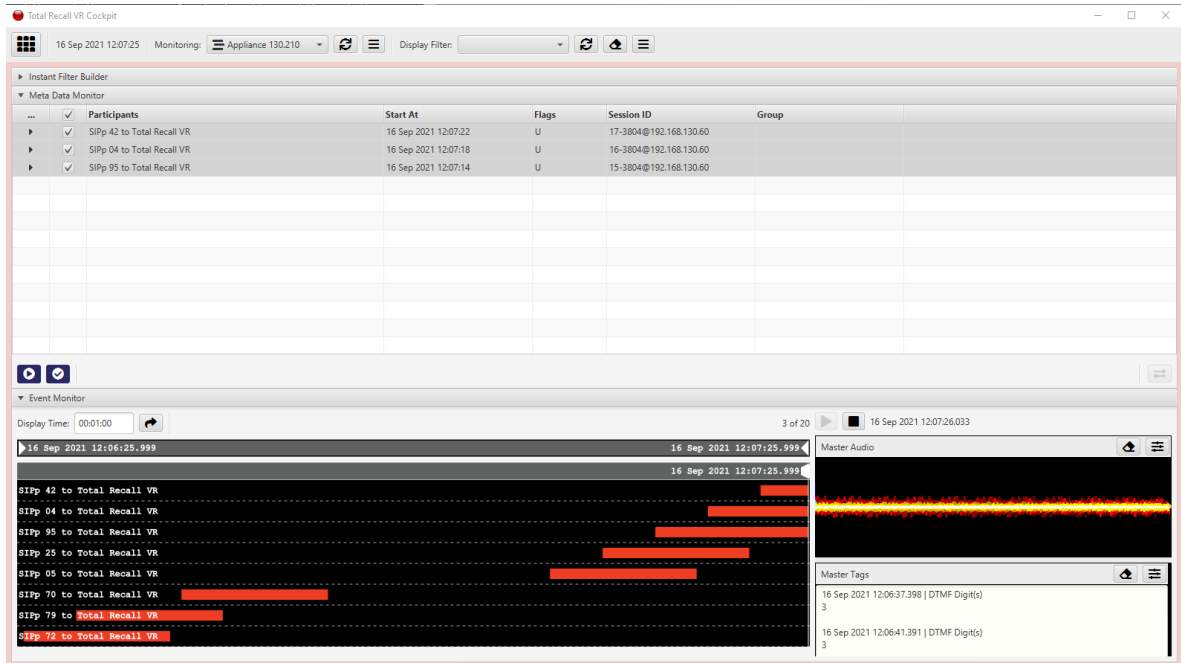 Total Recall VR Cockpit
16 Sep 2021 12:07:25 Monitoring: Appliance 130.210 Display Filter:
Instant Filter Builder
Meta Data Monitor
... Participants Start At Flags Session ID Group
SIPp 42 to Total Recall VR 16 Sep 2021 12:07:22 U 17-3804@192.168.130.60
SIPp 04 to Total Recall VR 16 Sep 2021 12:07:18 U 16-3804@192.168.130.60
SIPp 95 to Total Recall VR 16 Sep 2021 12:07:14 U 15-3804@192.168.130.60
Event Monitor
Display Time: 00:01:00 3 of 20 16 Sep 2021 12:07:26.033
16 Sep 2021 12:06:25.999 16 Sep 2021 12:07:25.999
16 Sep 2021 12:07:25.999
SIPp 42 to Total Recall VR
SIPp 04 to Total Recall VR
SIPp 95 to Total Recall VR
SIPp 25 to Total Recall VR
SIPp 05 to Total Recall VR
SIPp 70 to Total Recall VR
SIPp 79 to Total Recall VR
SIPp 72 to Total Recall VR
Master Audio
Master Tags
16 Sep 2021 12:06:37.398 | DTMF Digit(s)
3
16 Sep 2021 12:06:41.391 | DTMF Digit(s)
3